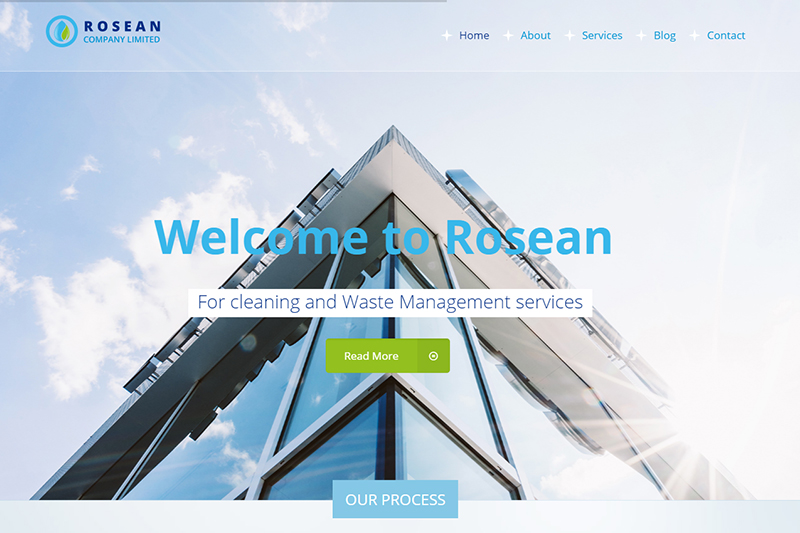 ROSEAN
COMPANY LIMITED
Home About Services Blog Contact
Welcome to Rosean
For cleaning and Waste Management services
Read More
OUR PROCESS